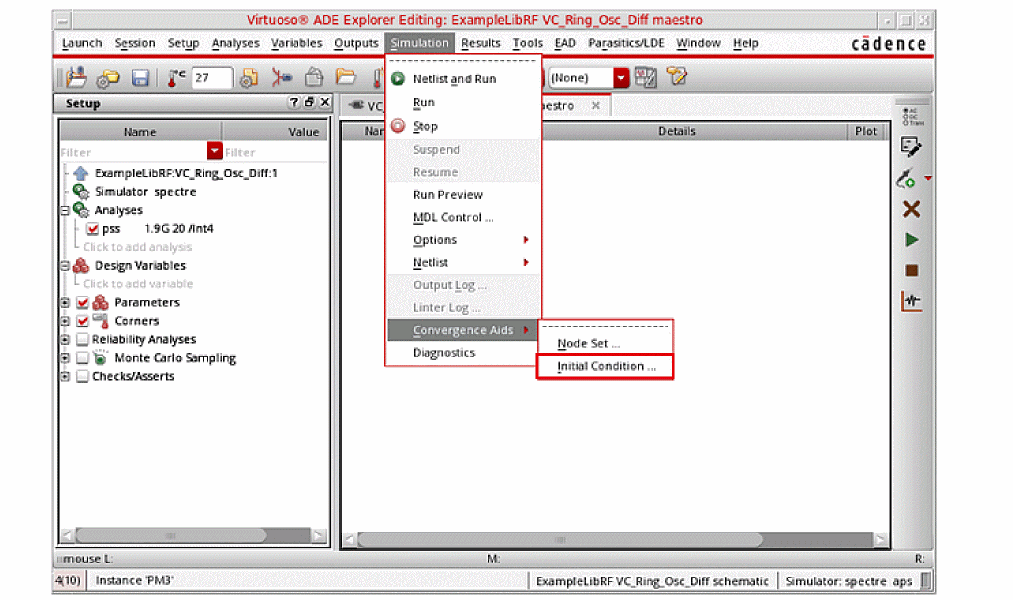 Virtuoso® ADE Explorer Editing: ExampleLibRF VC_Ring_Osc_Diff maestro
Launch Session Setup Analyses Variables Outputs Simulation Results Tools EAD Parasitics/LDE Window Help cādence
27 (None)
Setup
VC
aestro
Name Value
Nar Details Plot
Filter Filter
ExampleLibRF:VC_Ring_Osc_Diff:1
Simulator spectre
Analyses
pss 1.9G 20 /int4
Click to add analysis
Design Variables
Click to add variable
Parameters
Corners
Reliability Analyses
Monte Carlo Sampling
Checks/Asserts
Netlist and Run
Run
Stop
Suspend
Resume
Run Preview
MDL Control ...
Options
Netlist
Output Log ...
Linter Log ...
Convergence Aids
Diagnostics
Node Set ...
Initial Condition ...
AC
DC
Trans
mouse L: M: R:
4(10) Instance 'PM3' ExampleLibRF VC_Ring_Osc_Diff schematic Simulator: spectre aps